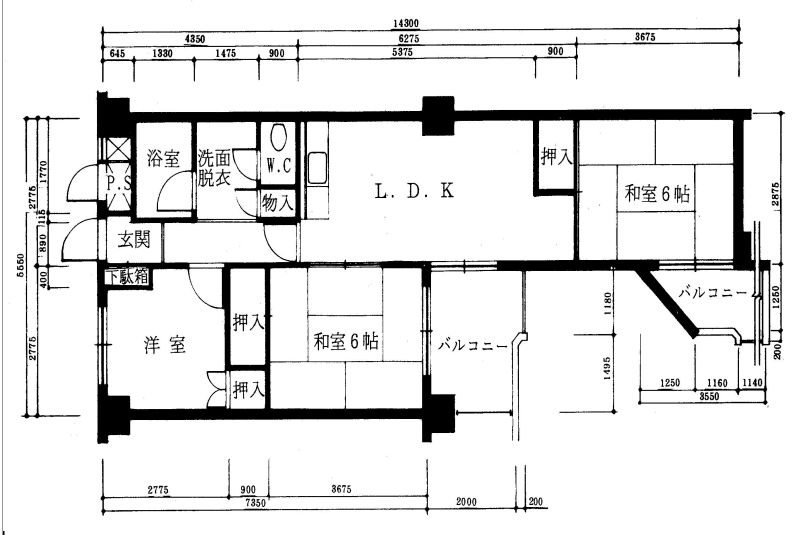 14300
4350
6275
3675
645
1330
1475
900
5375
900
浴室
洗面
脱衣
W.C
P.S
物入
L. D. K
押入
和室6帖
玄関
下駄箱
洋室
押入
押入
和室6帖
バルコニー
バルコニー
5550
2775
2775
1770
115
890
400
2875
1250
200
1180
1495
1250
1160
1140
3550
2775
900
3675
7350
2000
200